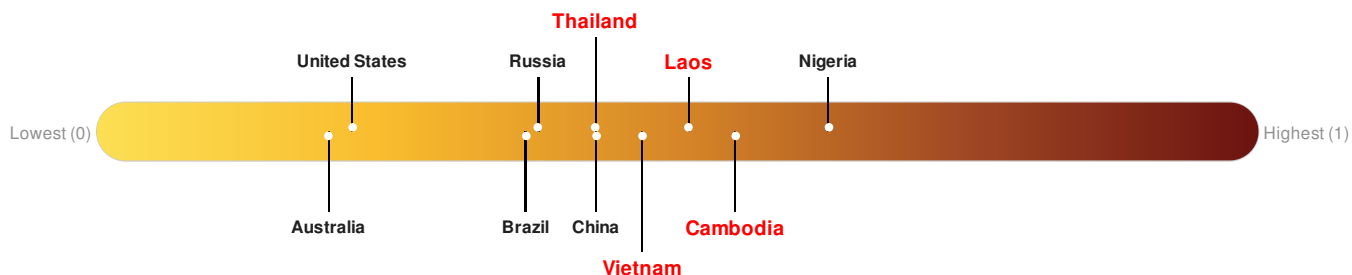 Thailand
United States
Russia
Laos
Nigeria
Lowest (0)
Highest (1)
Australia
Brazil
China
Cambodia
Vietnam